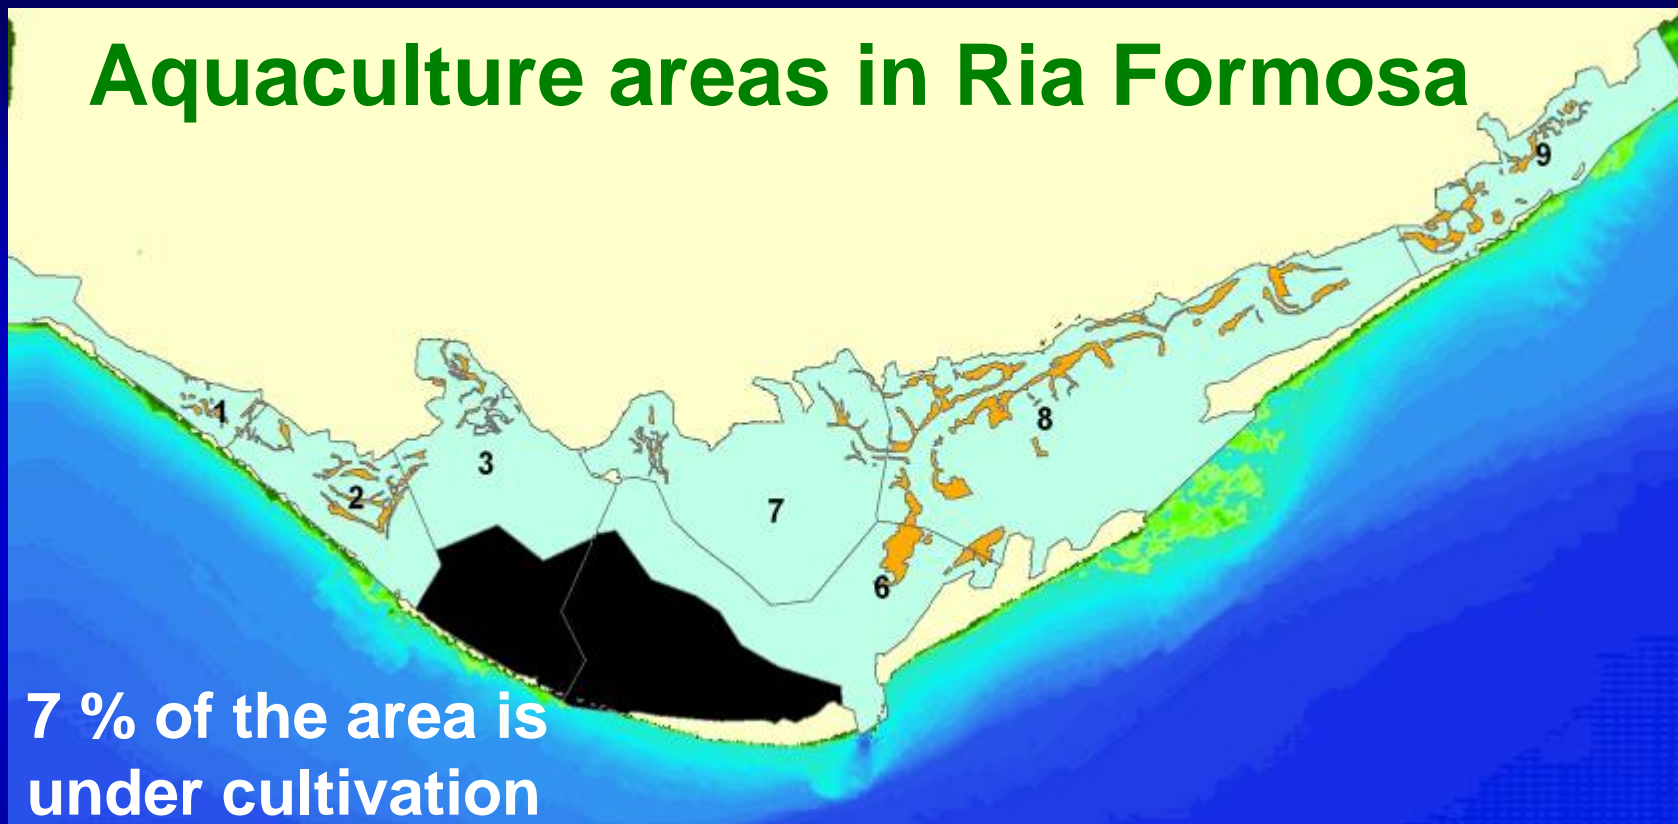 Aquaculture areas in Ria Formosa
9
1
8
3
2
7
6
7 % of the area is
under cultivation